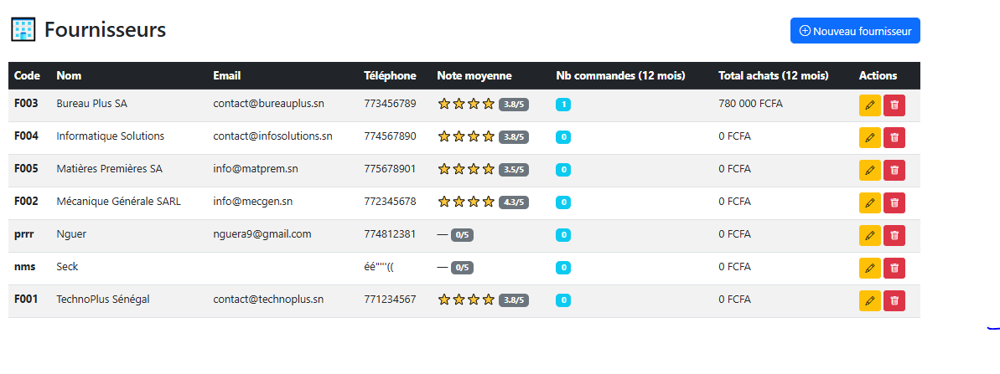 Fournisseurs
Nouveau fournisseur
Code Nom Email Téléphone Note moyenne Nb commandes (12 mois) Total achats (12 mois) Actions
F003 Bureau Plus SA contact@bureauplus.sn 773456789 3.8/5 1 780 000 FCFA
F004 Informatique Solutions contact@infosolutions.sn 774567890 3.8/5 0 0 FCFA
F005 Matières Premières SA info@matprem.sn 775678901 3.5/5 0 0 FCFA
F002 Mécanique Générale SARL info@mecgen.sn 772345678 4.3/5 0 0 FCFA
prrr Nguer nguera9@gmail.com 774812381 — 0/5 0 0 FCFA
nms Seck éé"'''(( — 0/5 0 0 FCFA
F001 TechnoPlus Sénégal contact@technoplus.sn 771234567 3.8/5 0 0 FCFA